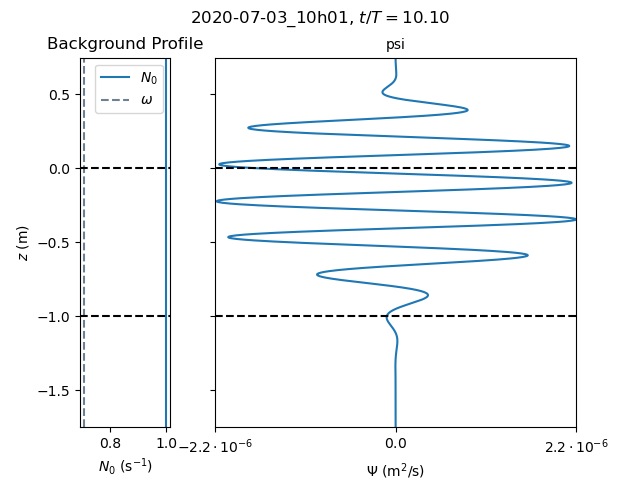 2020-07-03_10h01, t/T = 10.10
Background Profile
psi
N₀
ω
0.5
0.0
−0.5
−1.0
−1.5
z (m)
0.8
1.0
−2.2 · 10⁻⁶
0.0
2.2 · 10⁻⁶
N₀ (s⁻¹)
Ψ (m²/s)